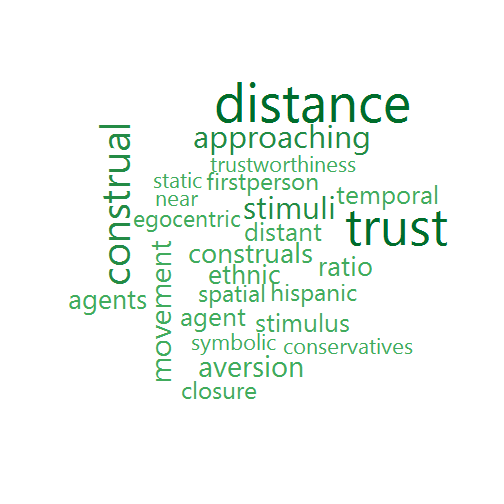 distance
approaching
construal
trustworthiness
static
firstperson
near
temporal
stimuli
egocentric
trust
distant
construals
movement
ethnic
ratio
agents
spatial
hispanic
agent
stimulus
symbolic
conservatives
aversion
closure